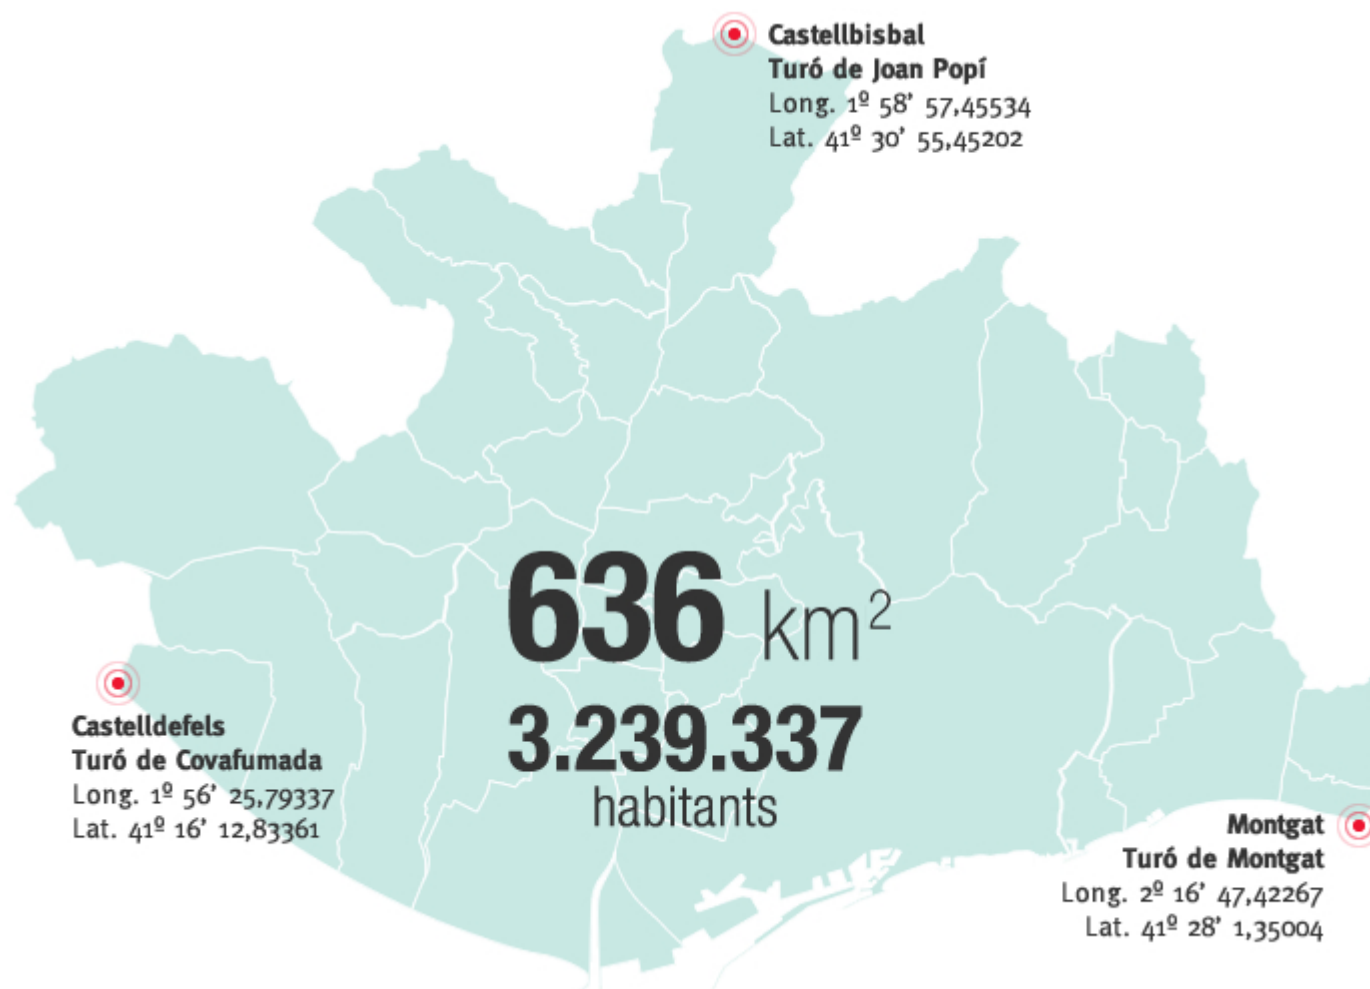 Castellbisbal
Turó de Joan Popí
Long. 1º 58’ 57,45534
Lat. 41º 30’ 55,45202
636 km²
3.239.337
habitants
Castelldefels
Turó de Covafumada
Long. 1º 56’ 25,79337
Lat. 41º 16’ 12,83361
Montgat
Turó de Montgat
Long. 2º 16’ 47,42267
Lat. 41º 28’ 1,35004